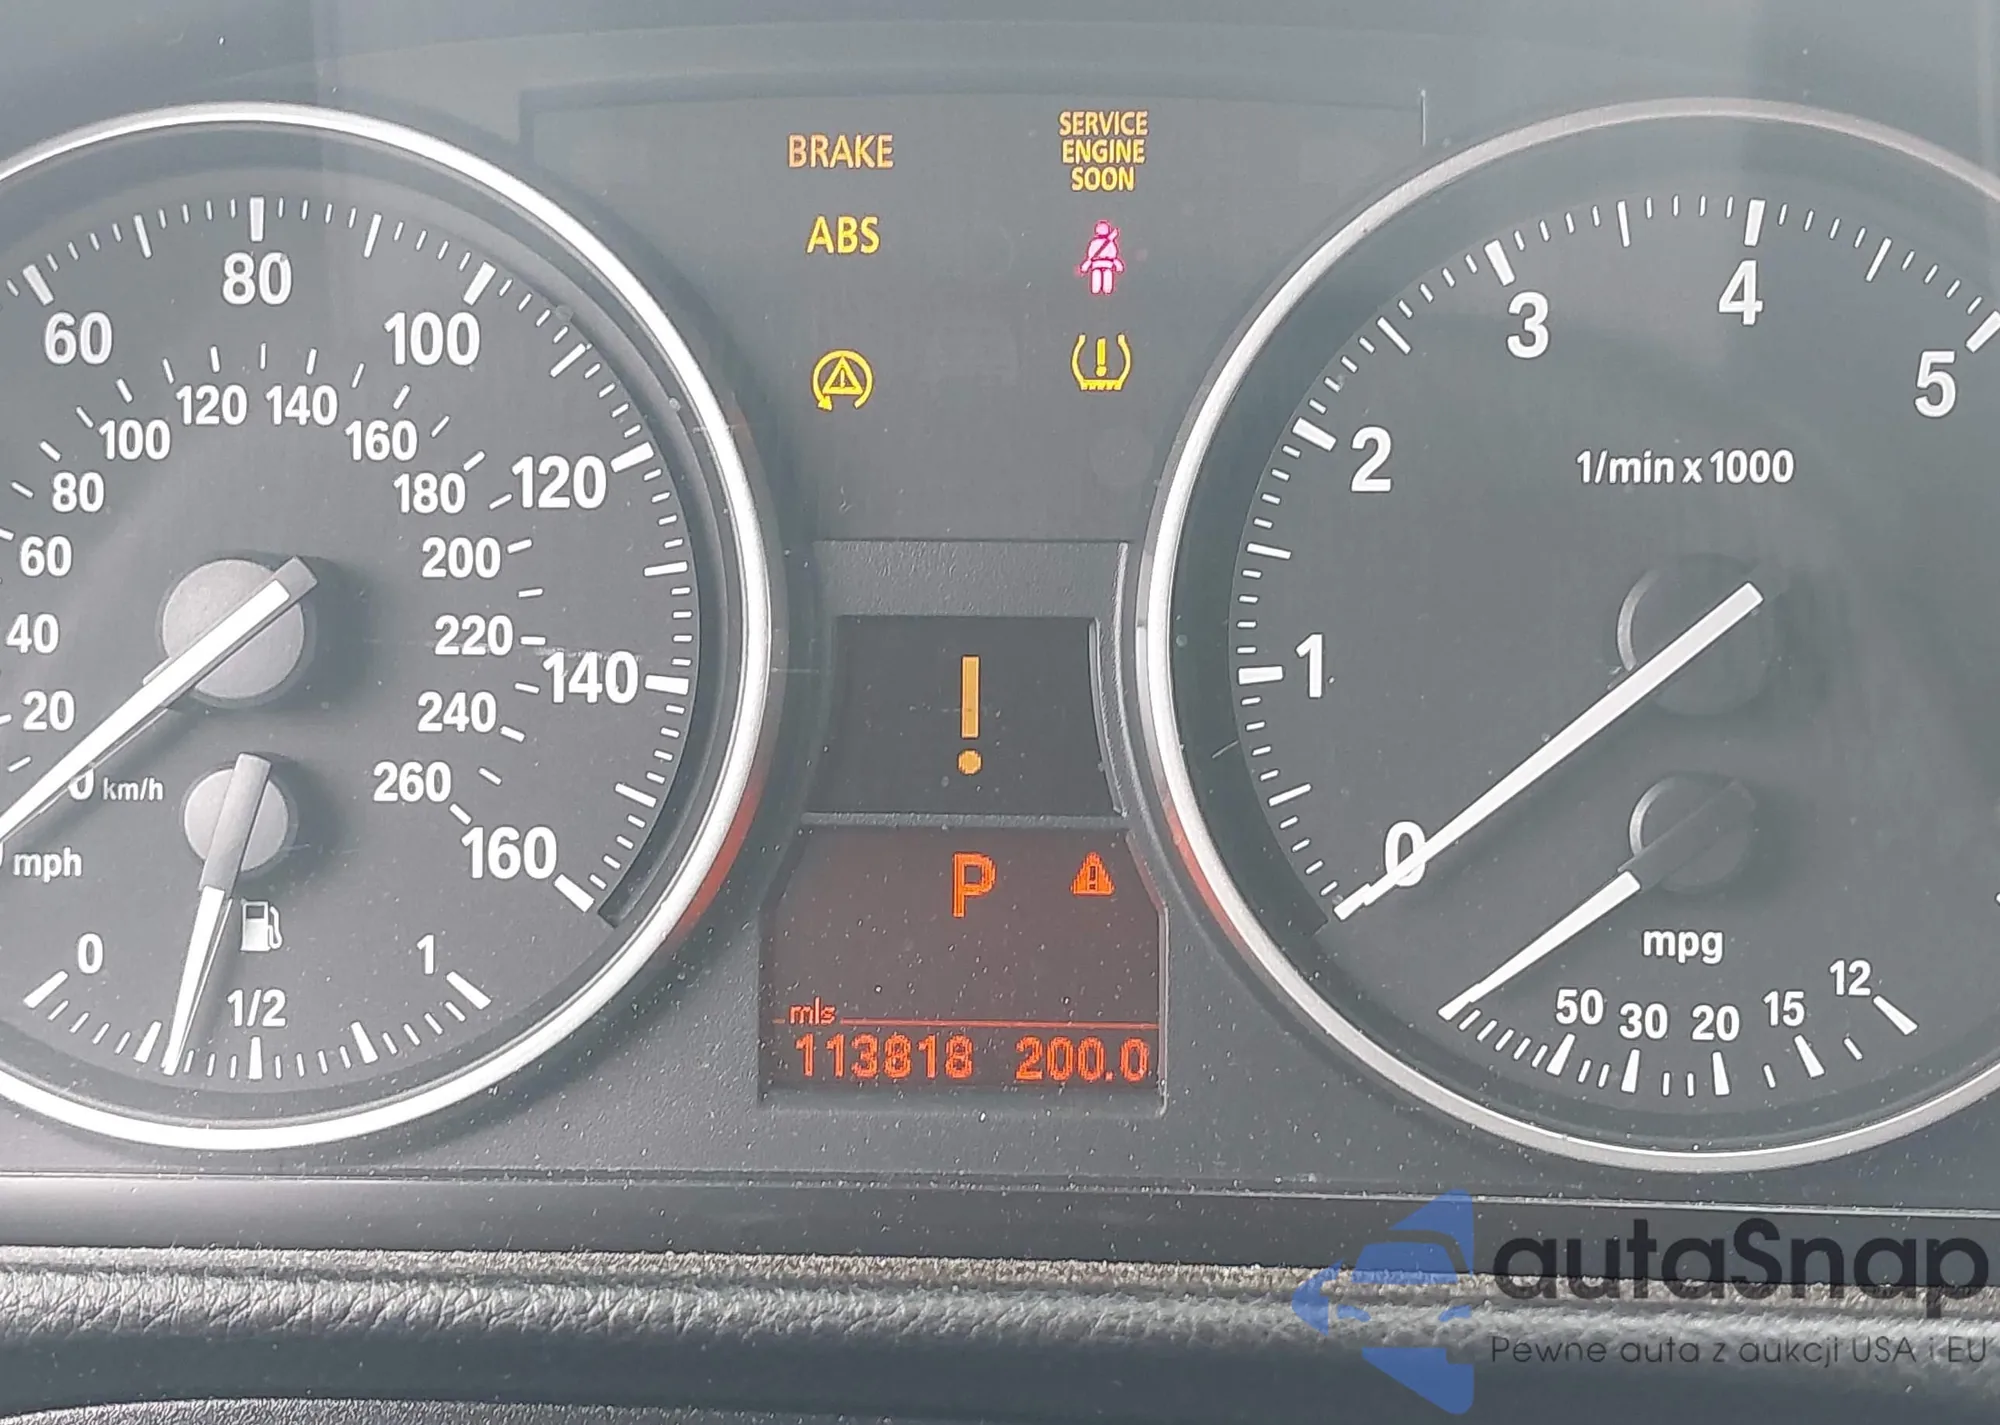 BRAKE
SERVICE
ENGINE
SOON
ABS
60
80
100
120
140
160
mph
20
40
60
80
100
120
140
160
180
200
220
240
260
0 km/h
0
1/2
1
0
1
2
3
4
5
1/min x 1000
mpg
50 30 20 15 12
!
P
mls
113818 200.0
autaSnap
Pewne auta z aukcji USA i EU